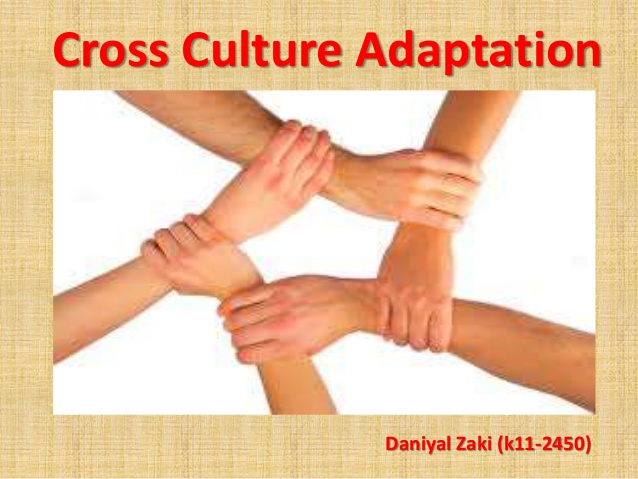 Cross Culture Adaptation
Daniyal Zaki (k11-2450)